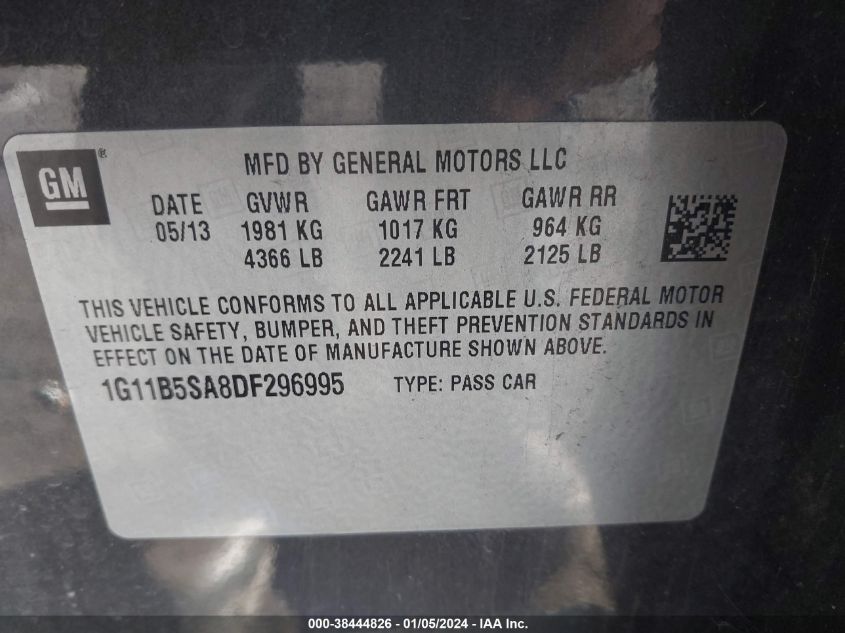 GM ®
MFD BY GENERAL MOTORS LLC
DATE GVWR GAWR FRT GAWR RR
05/13 1981 KG 1017 KG 964 KG
4366 LB 2241 LB 2125 LB
THIS VEHICLE CONFORMS TO ALL APPLICABLE U.S. FEDERAL MOTOR
VEHICLE SAFETY, BUMPER, AND THEFT PREVENTION STANDARDS IN
EFFECT ON THE DATE OF MANUFACTURE SHOWN ABOVE.
1G11B5SA8DF296995 TYPE: PASS CAR
000-38444826 - 01/05/2024 - IAA Inc.